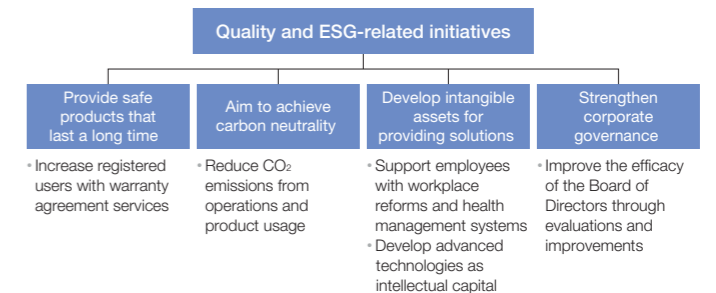 Quality and ESG-related initiatives
Provide safe
products that
last a long time
• Increase registered
users with warranty
agreement services
Aim to achieve
carbon neutrality
• Reduce CO₂
emissions from
operations and
product usage
Develop intangible
assets for
providing solutions
• Support employees
with workplace
reforms and health
management systems
• Develop advanced
technologies as
intellectual capital
Strengthen
corporate
governance
• Improve the efficacy
of the Board of
Directors through
evaluations and
improvements